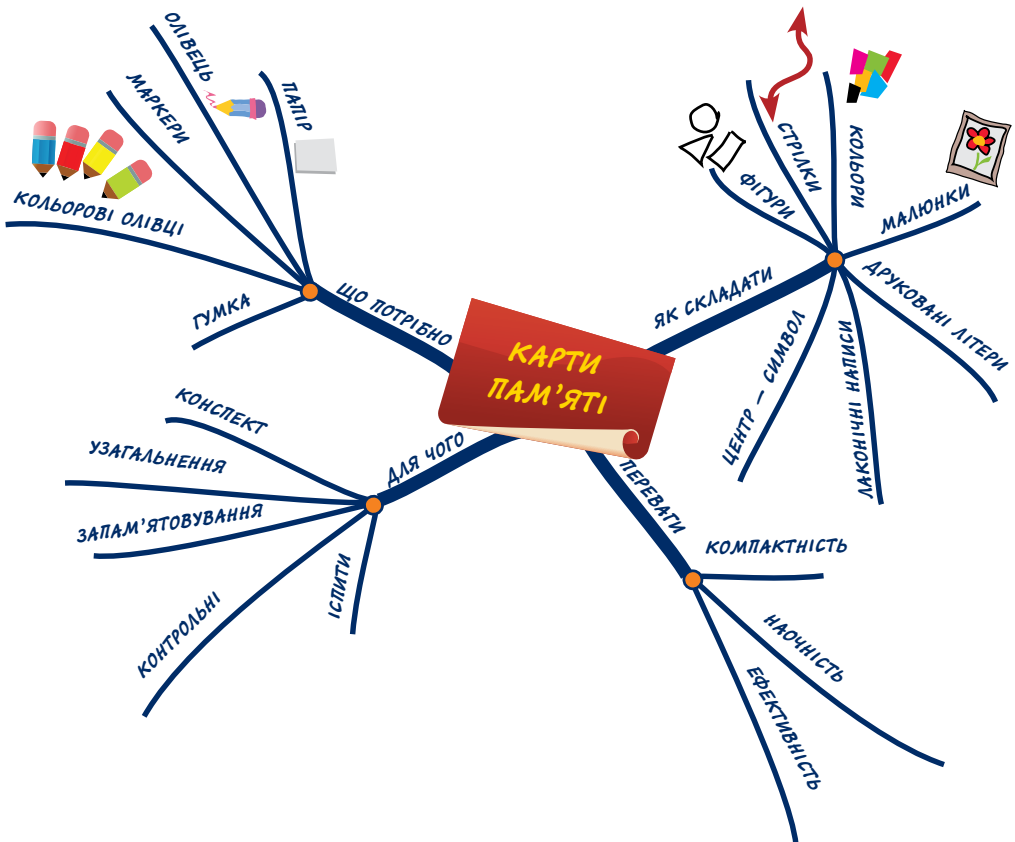 КАРТИ
ПАМ’ЯТІ
ЩО ПОТРІБНО
ПАПІР
ОЛІВЕЦЬ
МАРКЕРИ
КОЛЬОРОВІ ОЛІВЦІ
ГУМКА
ЯК СКЛАДАТИ
ФІГУРИ
СТРІЛКИ
КОЛЬОРИ
МАЛЮНКИ
ДРУКОВАНІ ЛІТЕРИ
ЛАКОНІЧНІ НАПИСИ
ЦЕНТР – СИМВОЛ
ДЛЯ ЧОГО
КОНСПЕКТ
УЗАГАЛЬНЕННЯ
ЗАПАМ’ЯТОВУВАННЯ
КОНТРОЛЬНІ
ІСПИТИ
ПЕРЕВАГИ
КОМПАКТНІСТЬ
НАОЧНІСТЬ
ЕФЕКТИВНІСТЬ